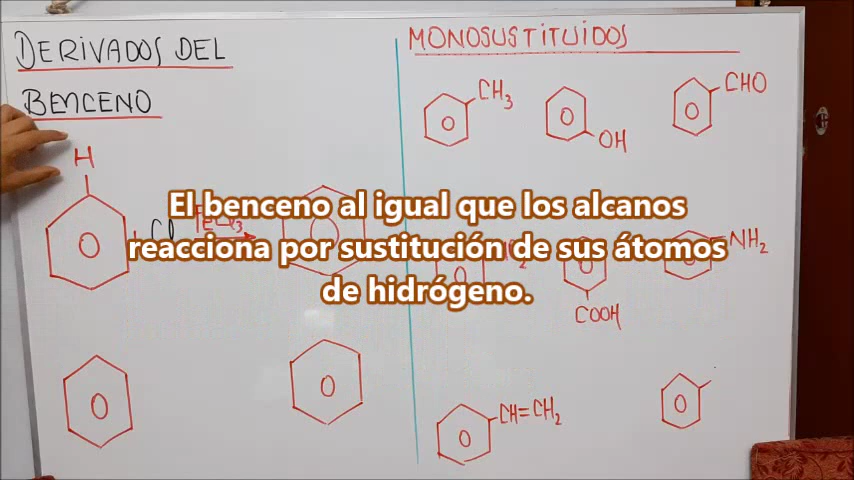 DERIVADOS DEL
BENCENO
H
MONOSUSTITUIDOS
CH3
OH
CHO
El benceno al igual que los alcanos
reacciona por sustitución de sus átomos
de hidrógeno.
NH2
COOH
CH=CH2